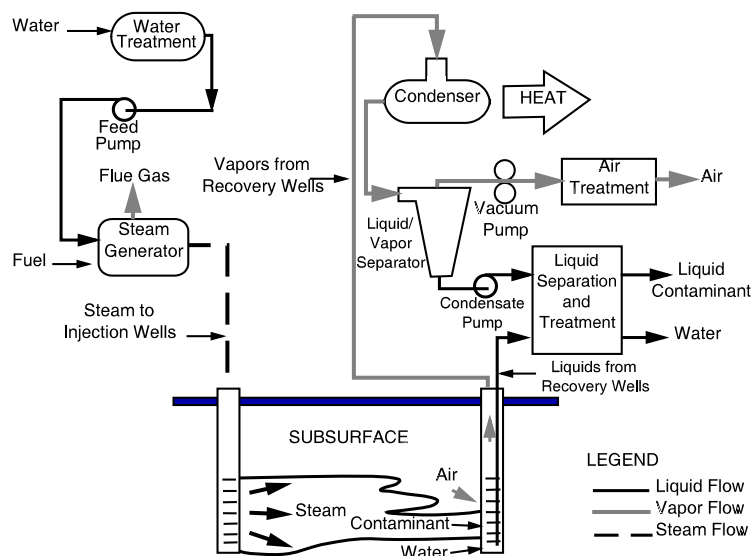 Water
Water
Treatment
Feed
Pump
Flue Gas
Steam
Generator
Fuel
Steam to
Injection Wells
Vapors from
Recovery Wells
Condenser
HEAT
Liquid/
Vapor
Separator
Vacuum
Pump
Air
Treatment
Air
Condensate
Pump
Liquid
Separation
and
Treatment
Liquid
Contaminant
Water
Liquids from
Recovery Wells
SUBSURFACE
Steam
Air
Contaminant
Water
LEGEND
Liquid Flow
Vapor Flow
Steam Flow